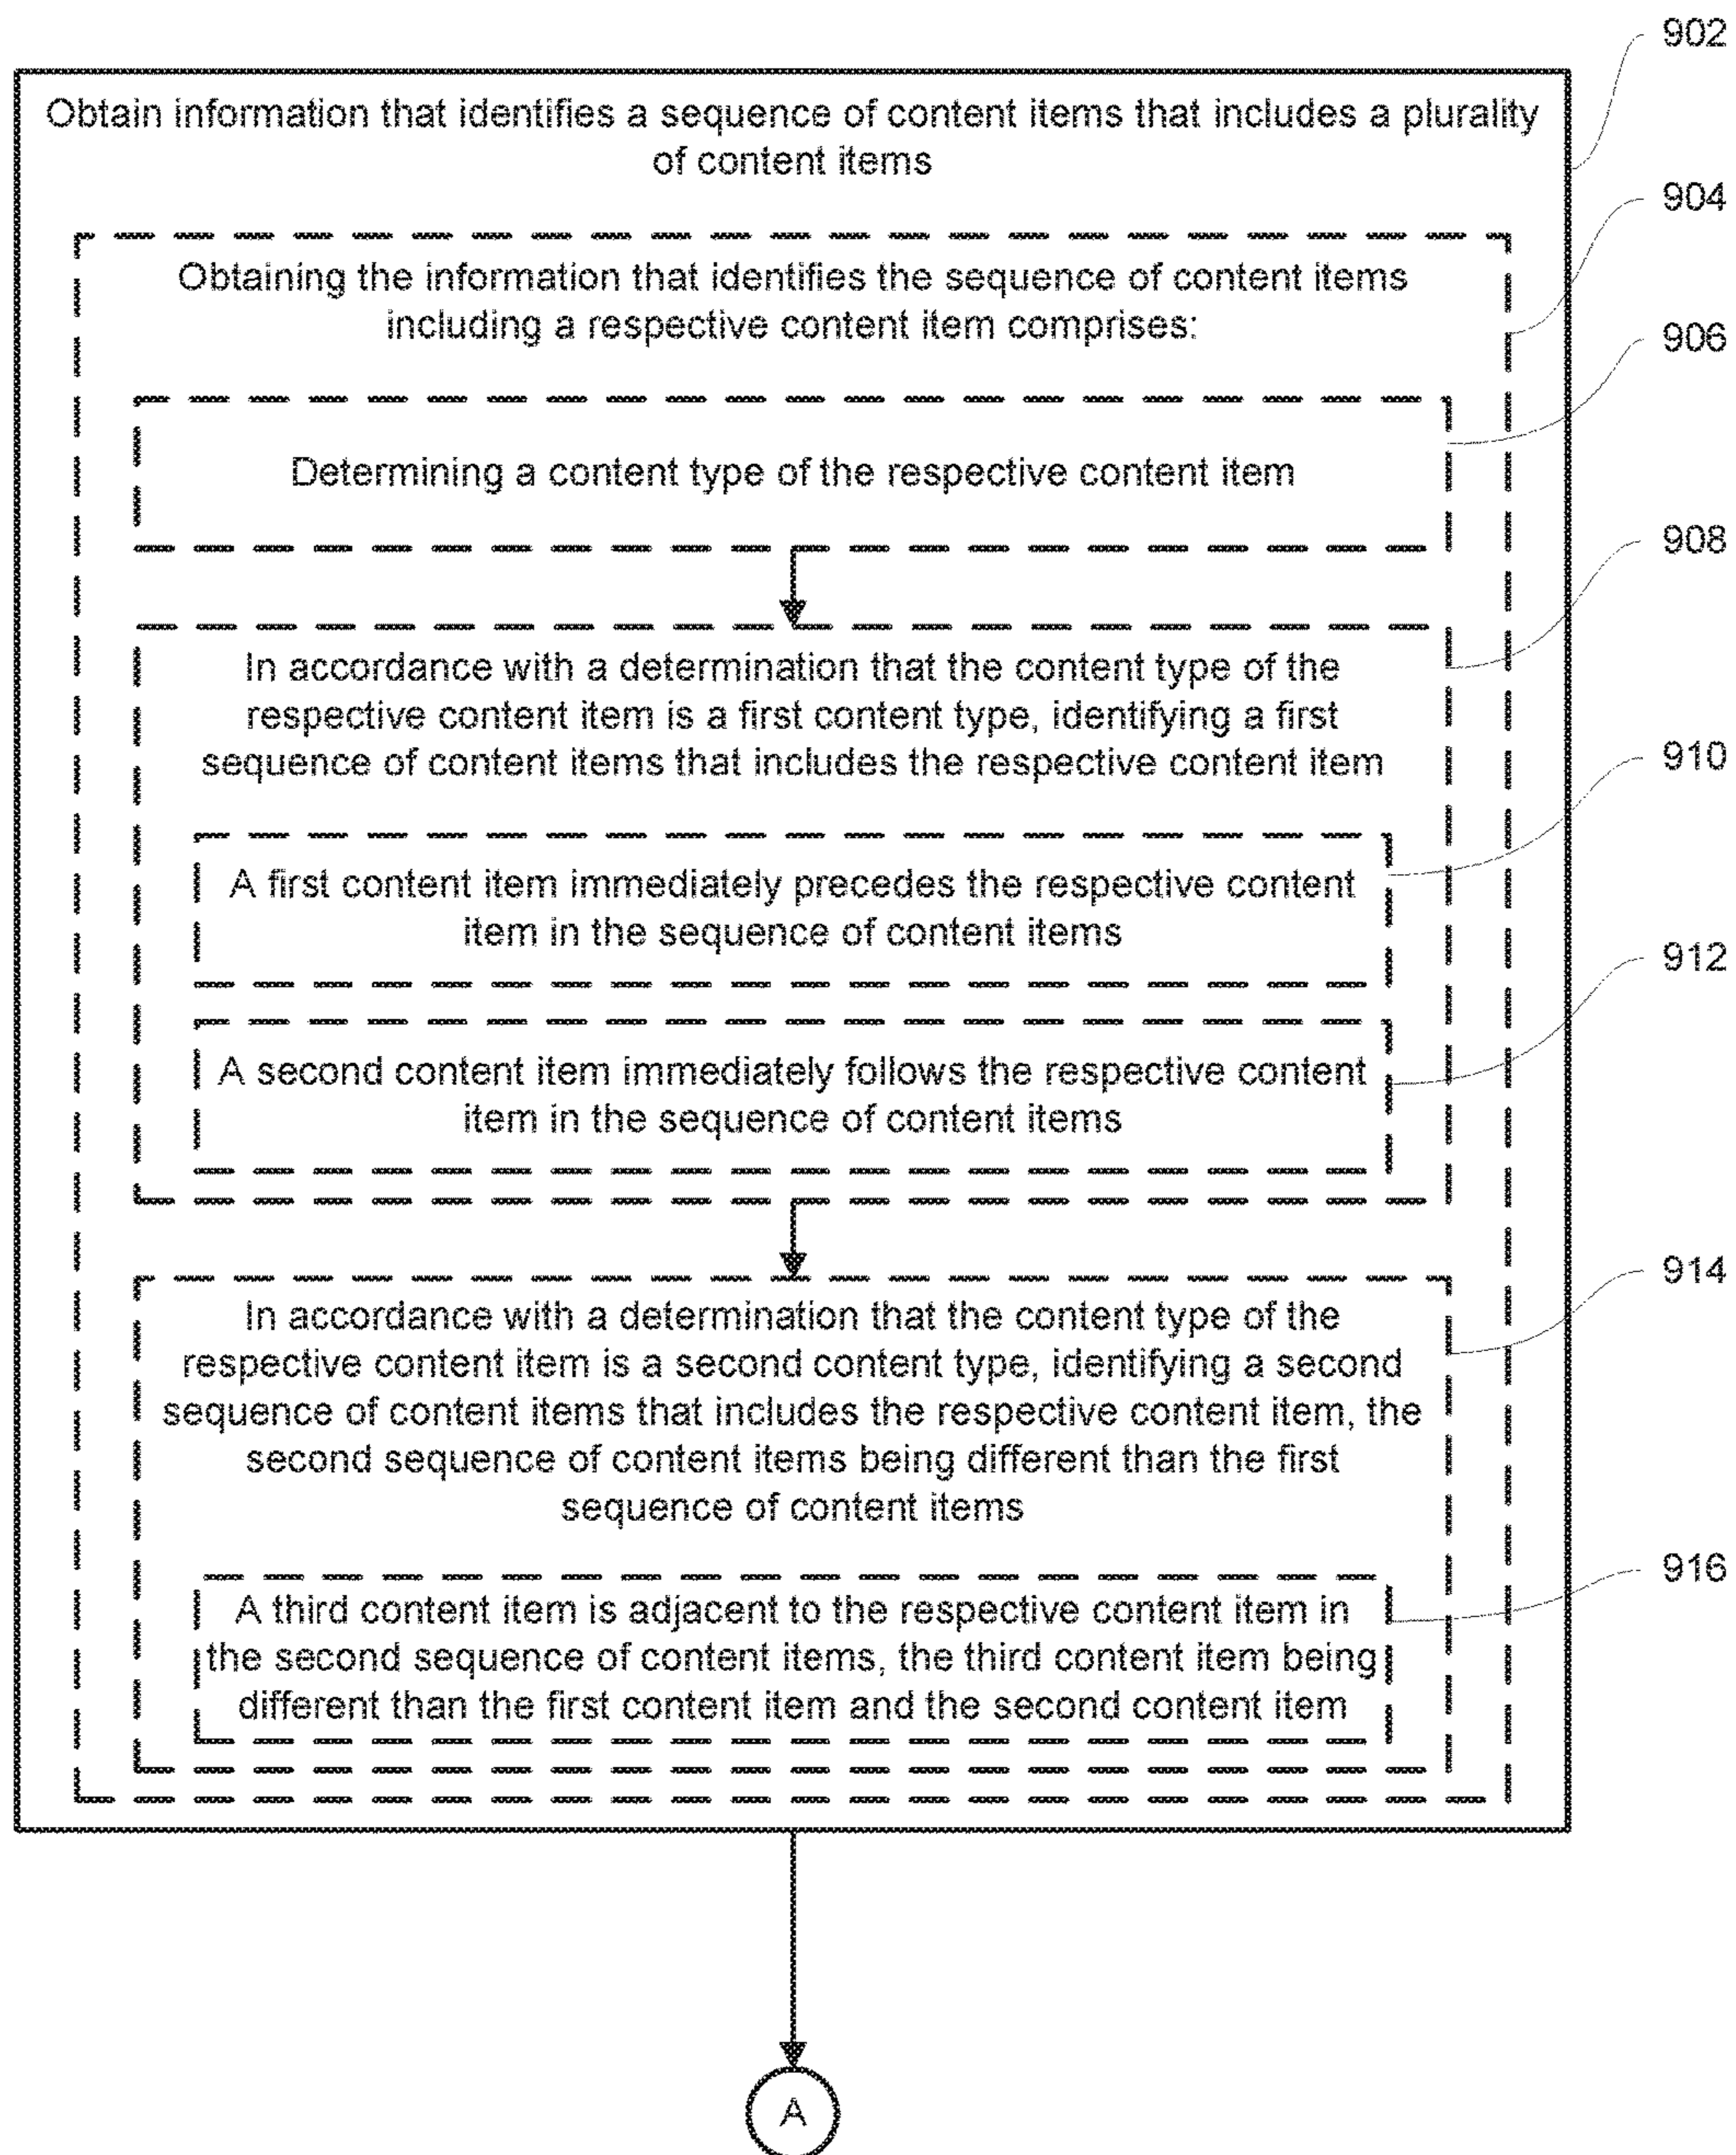 902
Obtain information that identifies a sequence of content items that includes a plurality
of content items
904
Obtaining the information that identifies the sequence of content items
including a respective content item comprises:
906
Determining a content type of the respective content item
908
In accordance with a determination that the content type of the
respective content item is a first content type, identifying a first
sequence of content items that includes the respective content item
910
A first content item immediately precedes the respective content
item in the sequence of content items
912
A second content item immediately follows the respective content
item in the sequence of content items
914
In accordance with a determination that the content type of the
respective content item is a second content type, identifying a second
sequence of content items that includes the respective content item, the
second sequence of content items being different than the first
sequence of content items
916
A third content item is adjacent to the respective content item in
the second sequence of content items, the third content item being
different than the first content item and the second content item
A